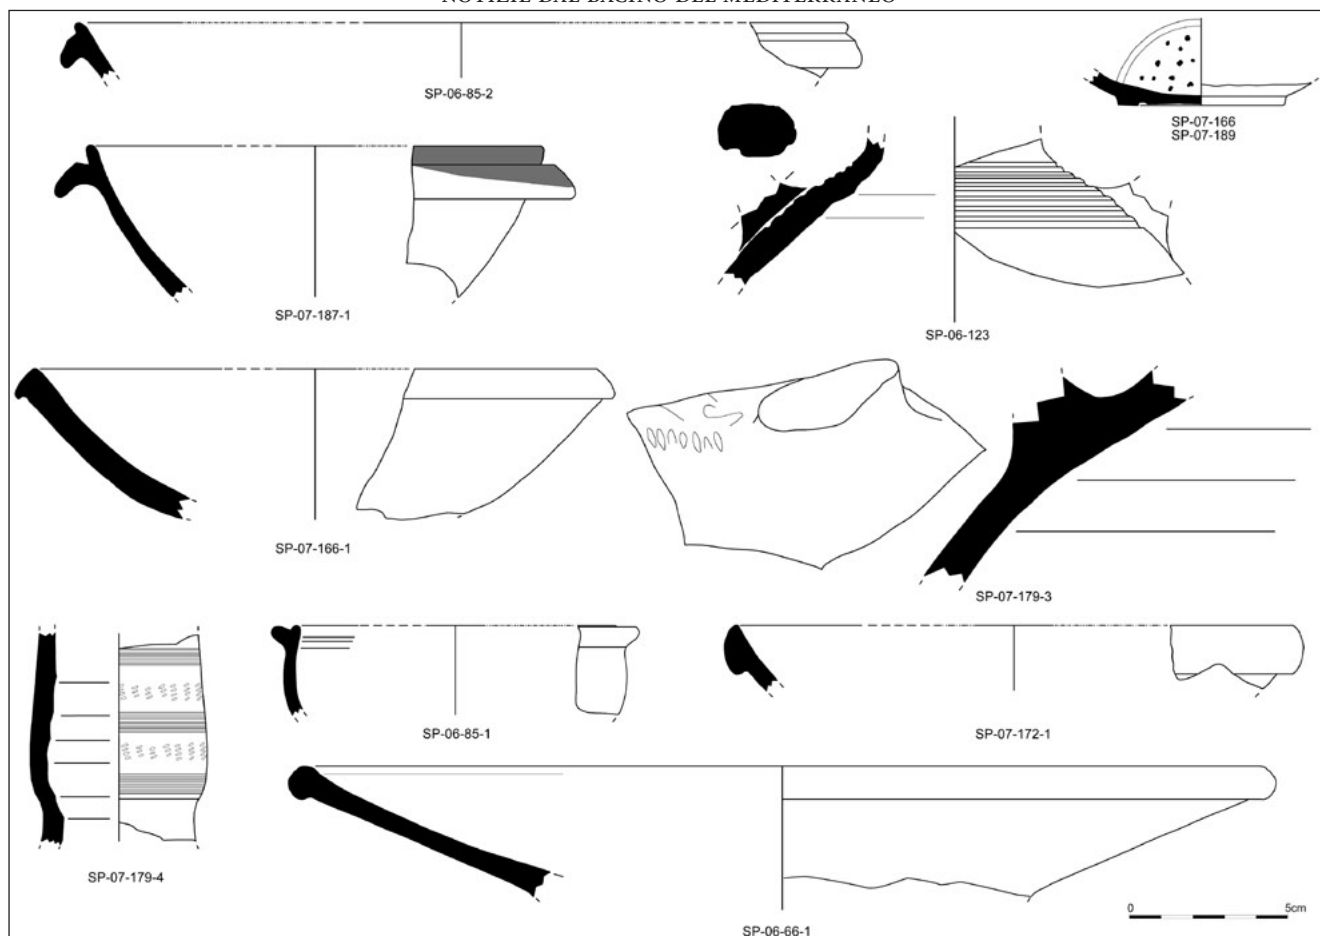 NOTIZIE DAL BACINO DEL MEDITERRANEO
SP-06-85-2
SP-07-166
SP-07-189
SP-07-187-1
SP-06-123
SP-07-166-1
SP-07-179-3
SP-06-85-1
SP-07-172-1
SP-07-179-4
0 5cm
SP-06-66-1